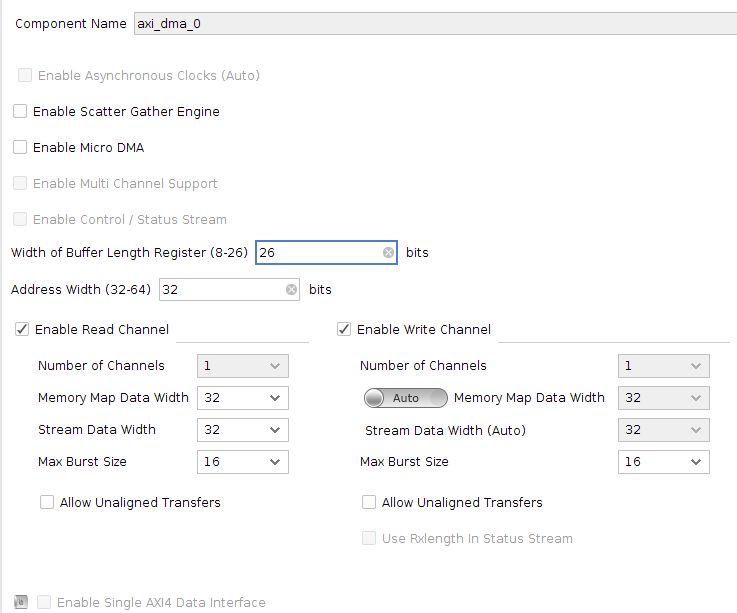 Component Name axi_dma_0
Enable Asynchronous Clocks (Auto)
Enable Scatter Gather Engine
Enable Micro DMA
Enable Multi Channel Support
Enable Control / Status Stream
Width of Buffer Length Register (8-26) 26 bits
Address Width (32-64) 32 bits
Enable Read Channel
Number of Channels 1
Memory Map Data Width 32
Stream Data Width 32
Max Burst Size 16
Allow Unaligned Transfers
Enable Write Channel
Number of Channels 1
Auto Memory Map Data Width 32
Stream Data Width (Auto) 32
Max Burst Size 16
Allow Unaligned Transfers
Use Rxlength In Status Stream
Enable Single AXI4 Data Interface